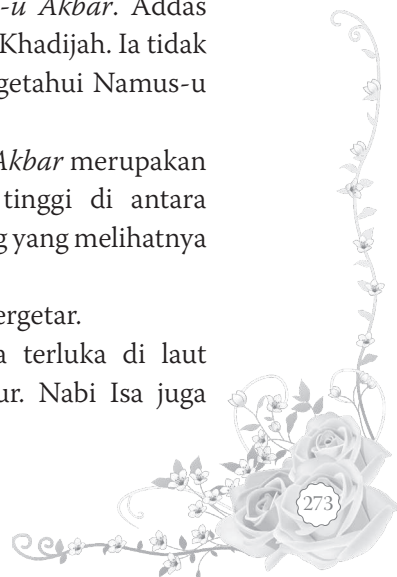 -u Akbar. Addas
Khadijah. Ia tidak
getahui Namus-u
Akbar merupakan
tinggi di antara
g yang melihatnya
ergetar.
a terluka di laut
ur. Nabi Isa juga
273